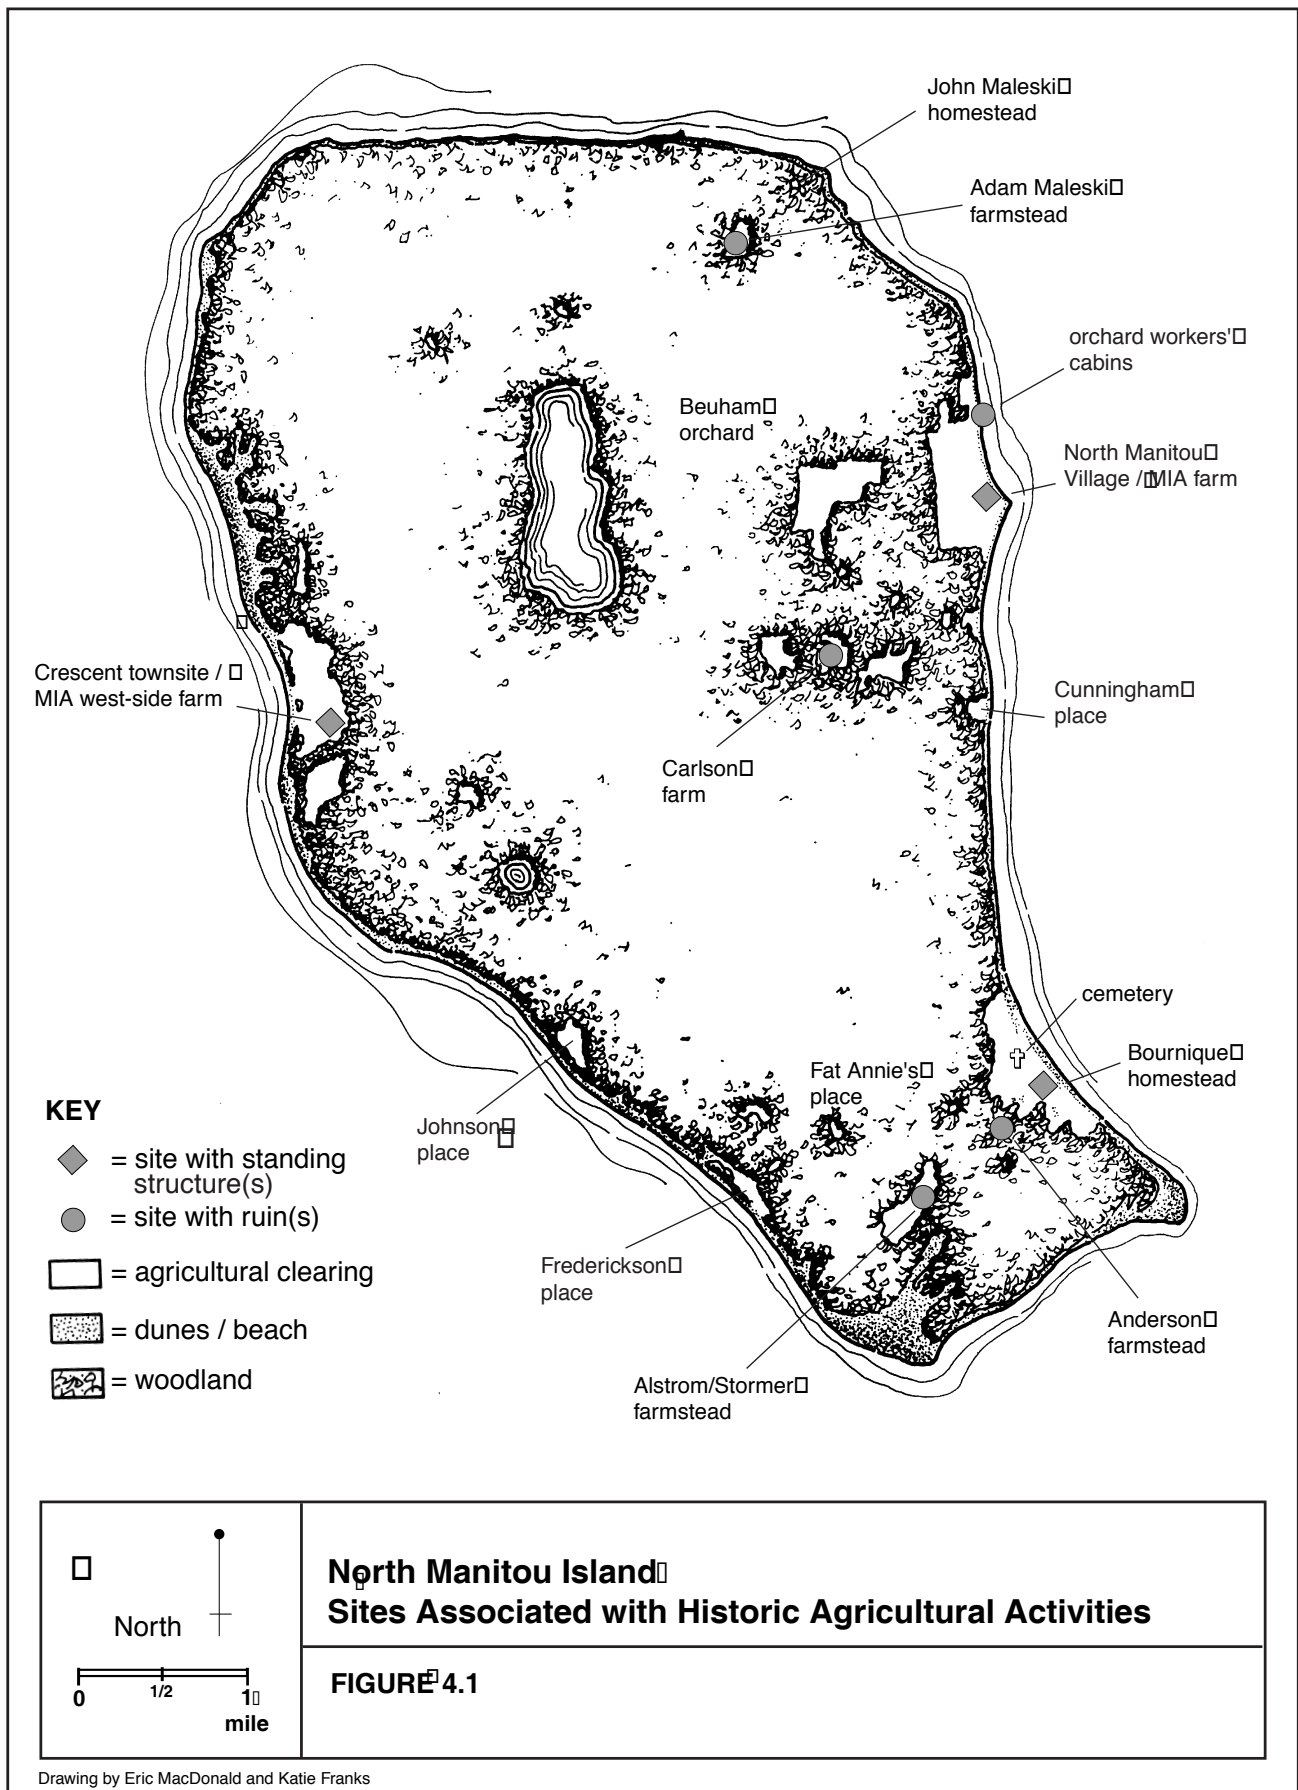 John Maleski
homestead
Adam Maleski
farmstead
orchard workers'
cabins
Beuham
orchard
North Manitou
Village / MIA farm
Crescent townsite /
MIA west-side farm
Cunningham
place
Carlson
farm
cemetery
Bournique
homestead
Fat Annie's
place
Johnson
place
Frederickson
place
Anderson
farmstead
Alstrom/Stormer
farmstead
KEY
= site with standing
structure(s)
= site with ruin(s)
= agricultural clearing
= dunes / beach
= woodland
North
0 1/2 1
mile
North Manitou Island
Sites Associated with Historic Agricultural Activities
FIGURE 4.1
Drawing by Eric MacDonald and Katie Franks